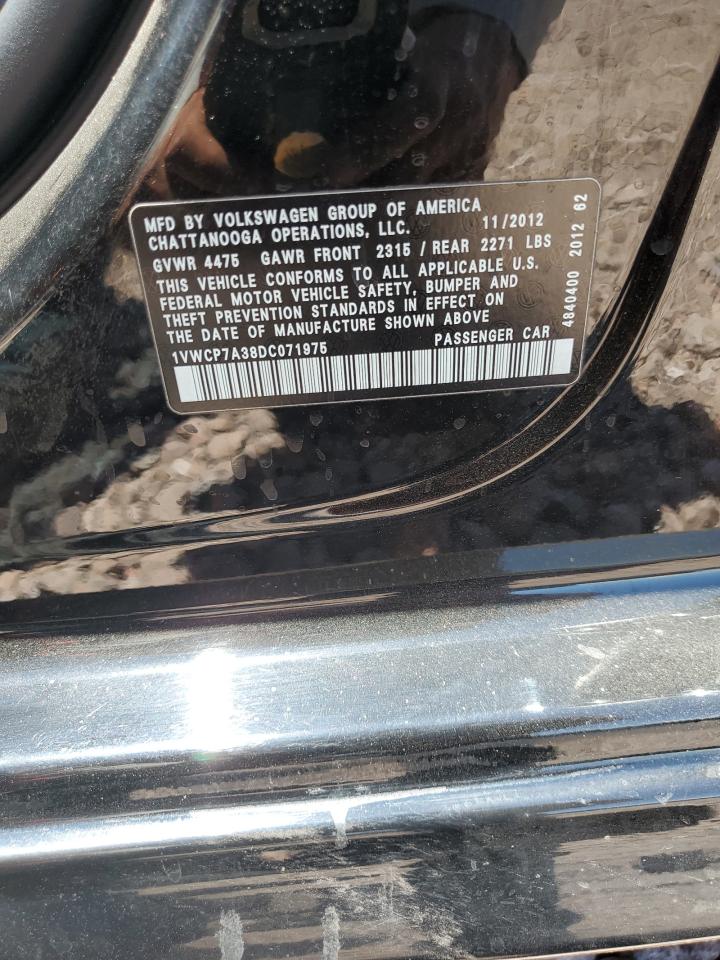 MFD BY VOLKSWAGEN GROUP OF AMERICA
CHATTANOOGA OPERATIONS, LLC. 11/2012
GVWR 4475 GAWR FRONT 2315 / REAR 2271 LBS
THIS VEHICLE CONFORMS TO ALL APPLICABLE U.S.
FEDERAL MOTOR VEHICLE SAFETY, BUMPER AND
THEFT PREVENTION STANDARDS IN EFFECT ON
THE DATE OF MANUFACTURE SHOWN ABOVE
1VWCP7A38DC071975 PASSENGER CAR
4840400 2012 62